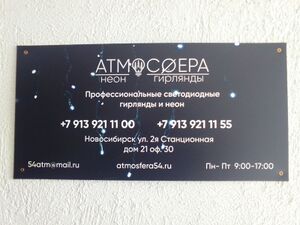 АТМОСФЕРА
неон гирлянды
Профессиональные светодиодные
гирлянды и неон
+7 913 921 11 00 +7 913 921 11 55
Новосибирск ул. 2я Станционная
дом 21 оф. 30
54atm@mail.ru atmosfera54.ru Пн- Пт 9:00-17:00